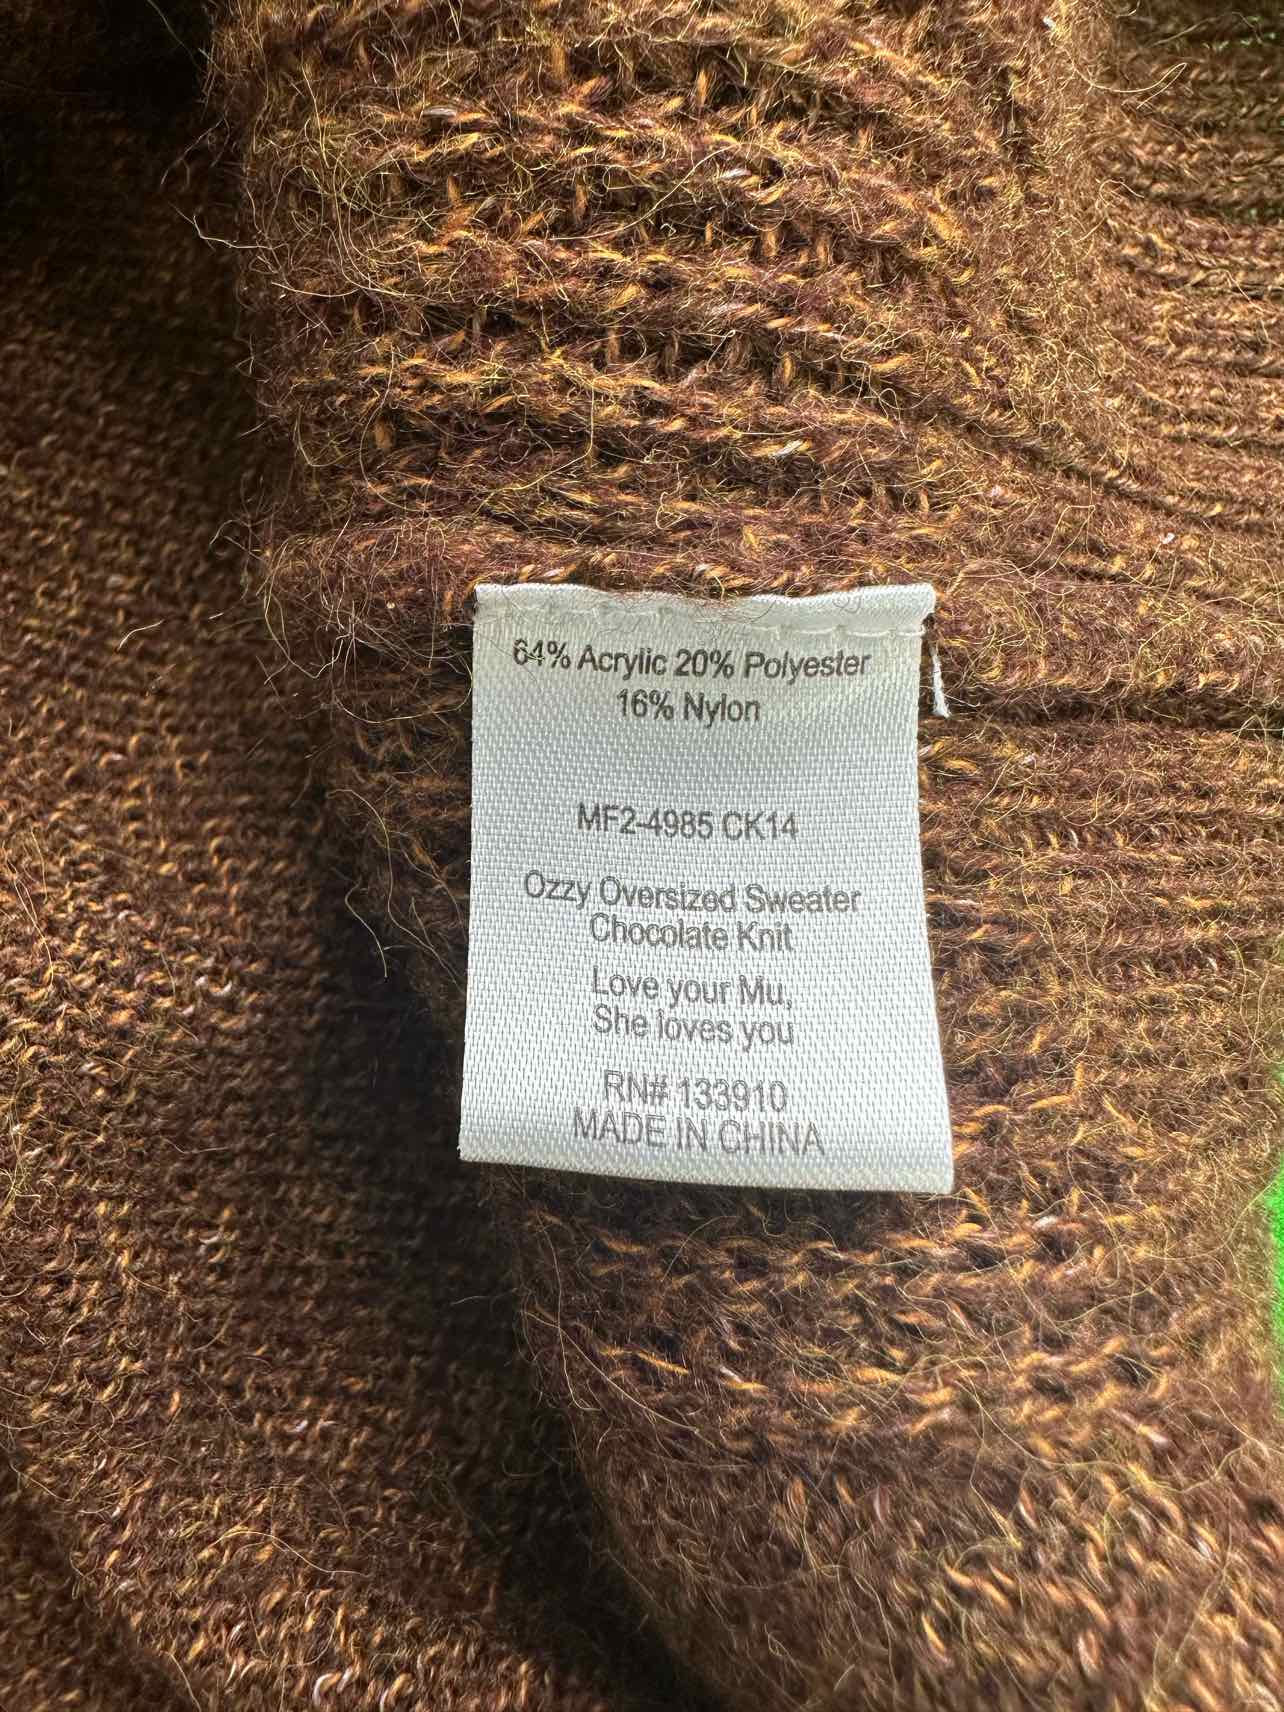 64% Acrylic 20% Polyester
16% Nylon
MF2-4985 CK14
Ozzy Oversized Sweater
Chocolate Knit
Love your Mu,
She loves you
RN# 133910
MADE IN CHINA